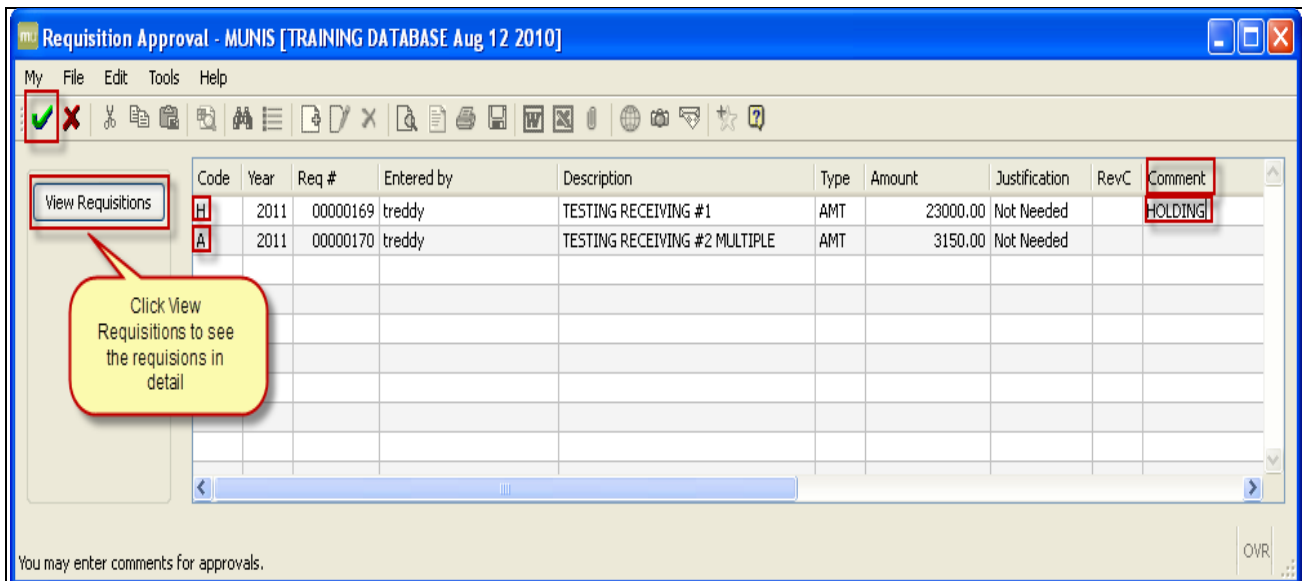 mu Requisition Approval - MUNIS [TRAINING DATABASE Aug 12 2010]
My File Edit Tools Help
View Requisitions
Code Year Req # Entered by Description Type Amount Justification RevC Comment
H 2011 00000169 treddy TESTING RECEIVING #1 AMT 23000.00 Not Needed HOLDING
A 2011 00000170 treddy TESTING RECEIVING #2 MULTIPLE AMT 3150.00 Not Needed
Click View
Requisitions to see
the requisions in
detail
You may enter comments for approvals.
OVR